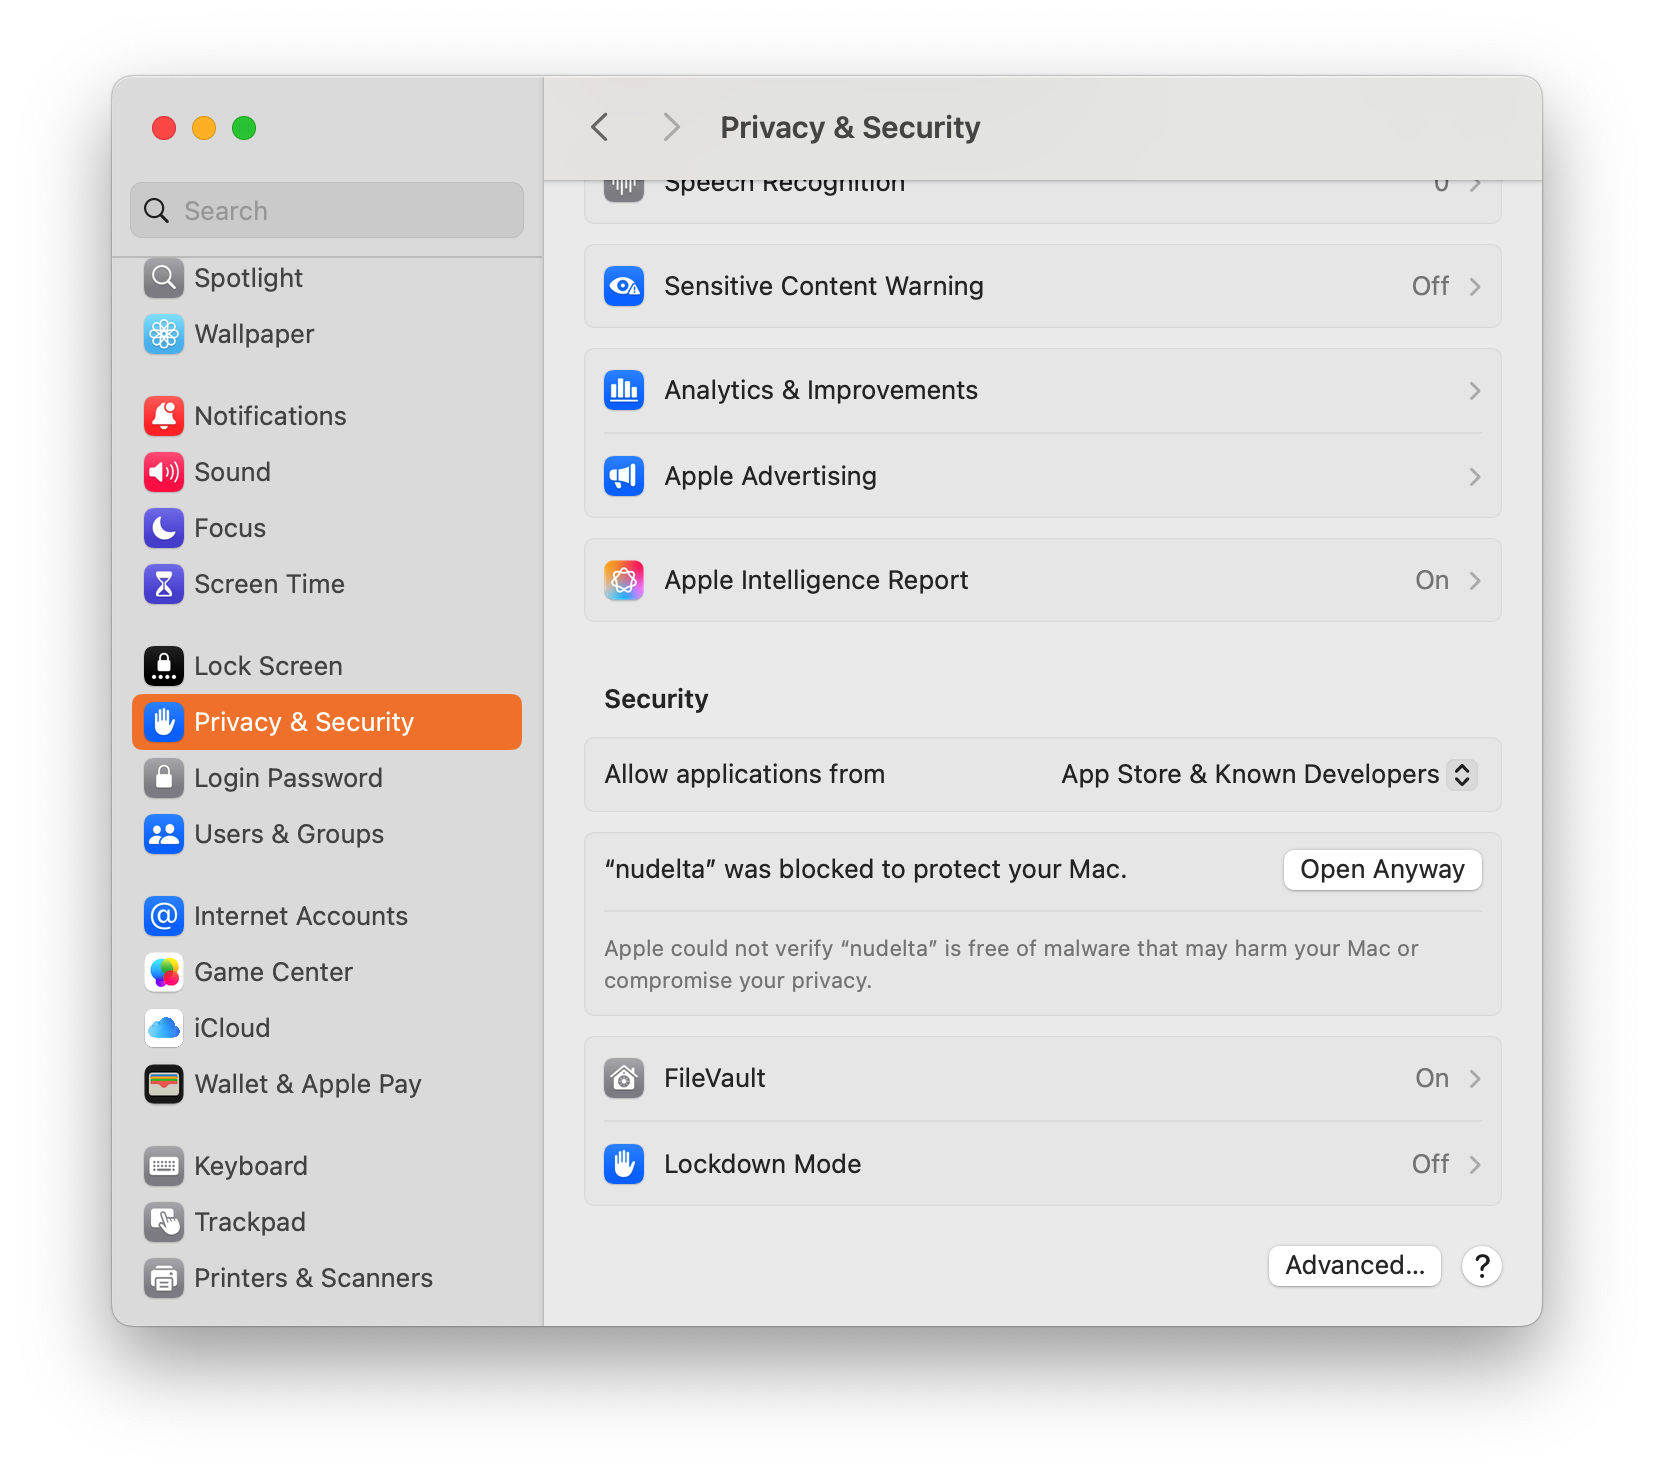 Search
Spotlight
Wallpaper
Notifications
Sound
Focus
Screen Time
Lock Screen
Privacy & Security
Login Password
Users & Groups
Internet Accounts
Game Center
iCloud
Wallet & Apple Pay
Keyboard
Trackpad
Printers & Scanners
Privacy & Security
Speech Recognition 0
Sensitive Content Warning Off
Analytics & Improvements
Apple Advertising
Apple Intelligence Report On
Security
Allow applications from App Store & Known Developers
“nudelta” was blocked to protect your Mac. Open Anyway
Apple could not verify “nudelta” is free of malware that may harm your Mac or
compromise your privacy.
FileVault On
Lockdown Mode Off
Advanced... ?